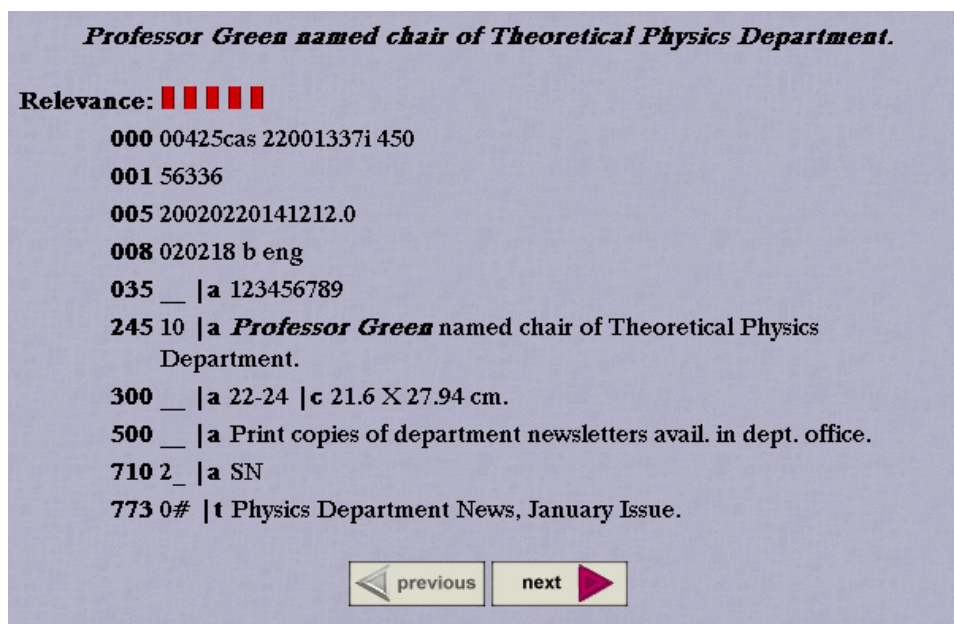 Professor Green named chair of Theoretical Physics Department.
Relevance:
000 00425cas 22001337i 450
001 56336
005 20020220141212.0
008 020218 b eng
035 __ |a 123456789
245 10 |a Professor Green named chair of Theoretical Physics
Department.
300 __ |a 22-24 |c 21.6 X 27.94 cm.
500 __ |a Print copies of department newsletters avail. in dept. office.
710 2_ |a SN
773 0# |t Physics Department News, January Issue.
previous next